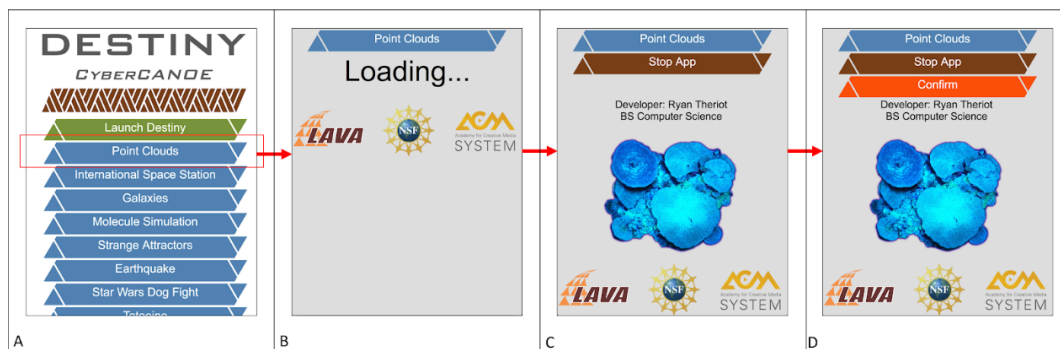 DESTINY
CYBERCANOE
Launch Destiny
Point Clouds
International Space Station
Galaxies
Molecule Simulation
Strange Attractors
Earthquake
Star Wars Dog Fight
A
Point Clouds
Loading...
LAVA
NSF
ACM
Academy for Creative Media
SYSTEM
B
Point Clouds
Stop App
Developer: Ryan Theriot
BS Computer Science
LAVA
NSF
ACM
Academy for Creative Media
SYSTEM
C
Point Clouds
Stop App
Confirm
Developer: Ryan Theriot
BS Computer Science
LAVA
NSF
ACM
Academy for Creative Media
SYSTEM
D